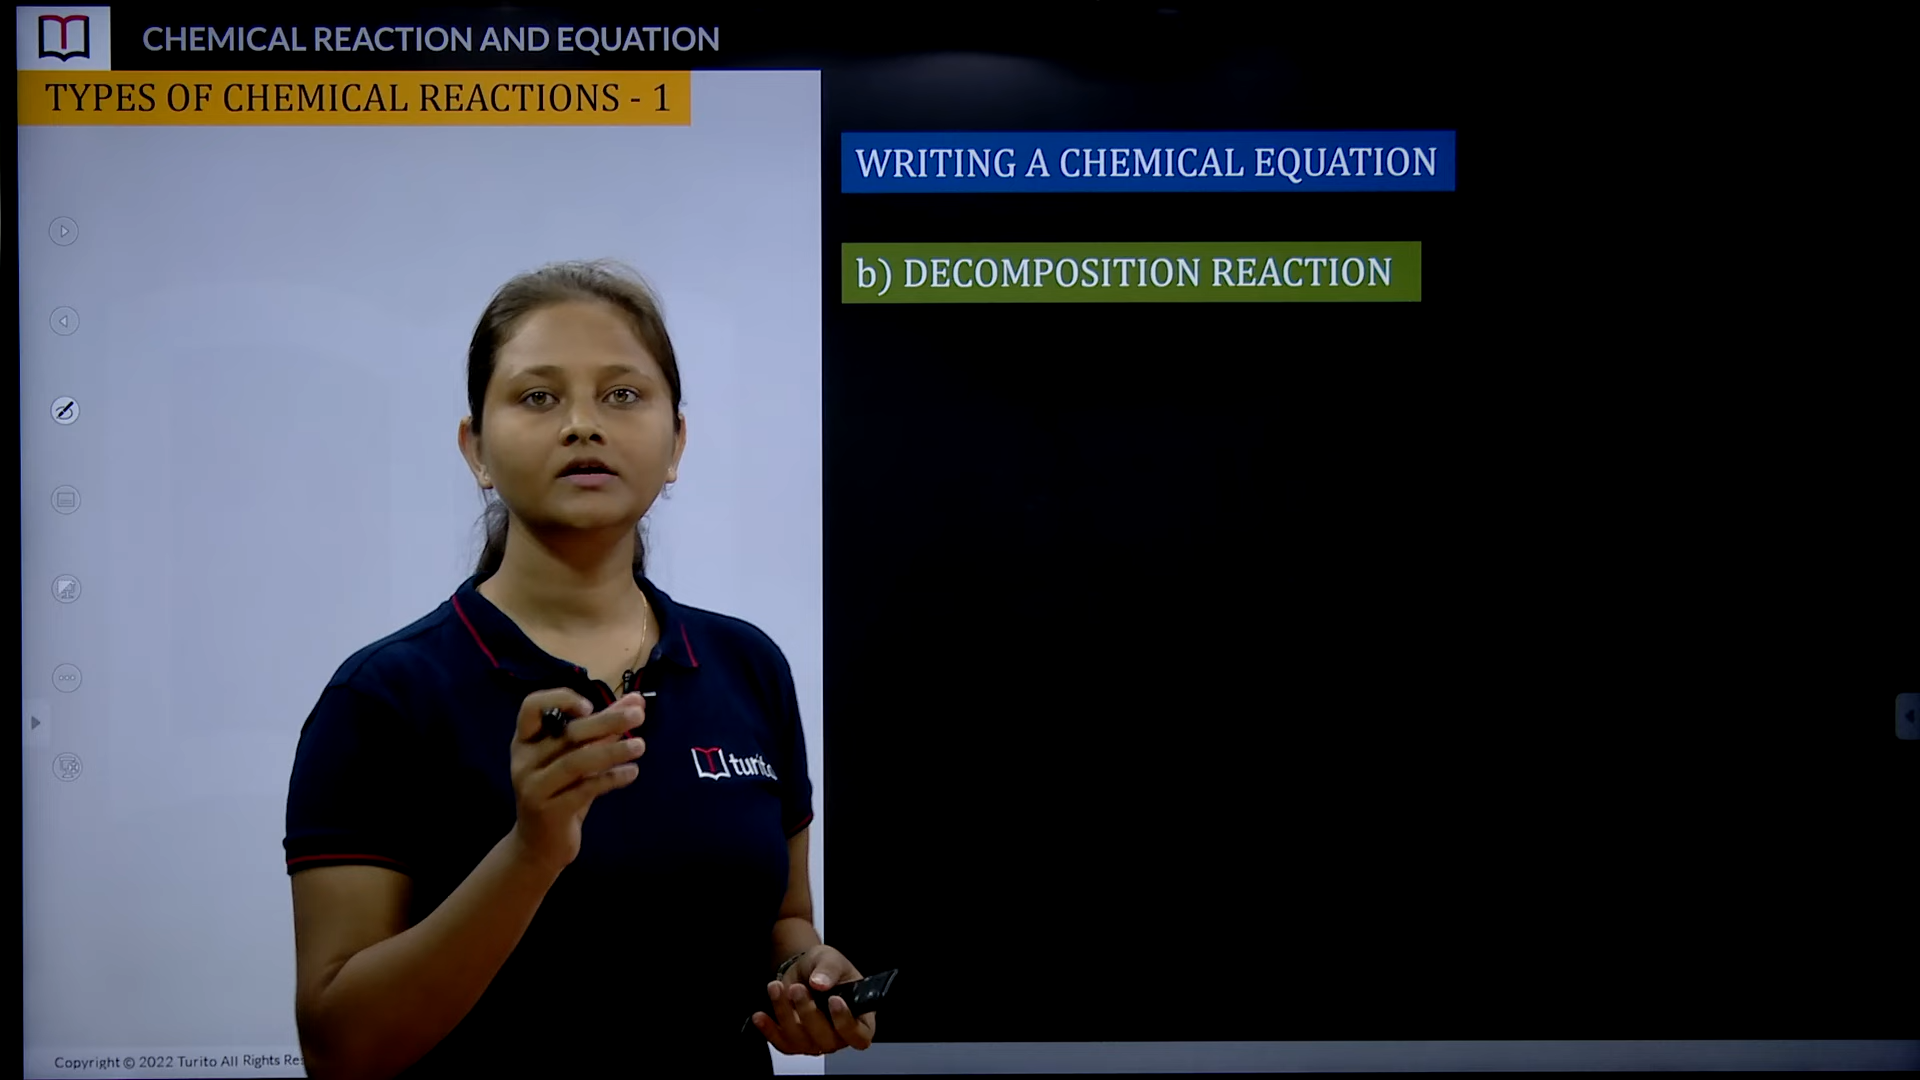 CHEMICAL REACTION AND EQUATION
TYPES OF CHEMICAL REACTIONS - 1
WRITING A CHEMICAL EQUATION
b) DECOMPOSITION REACTION
turito
Copyright © 2022 Turito All Rights